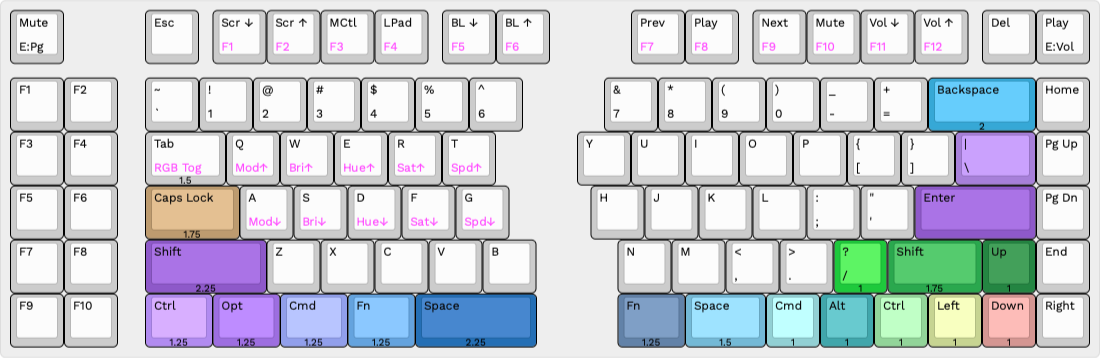 Mute Esc Scr ↓ Scr ↑ MCtl LPad BL ↓ BL ↑ Prev Play Next Mute Vol ↓ Vol ↑ Del Play
E:Pg F1 F2 F3 F4 F5 F6 F7 F8 F9 F10 F11 F12 E:Vol
F1 F2 ~ ! @ # $ % ^ & * ( ) _ + Backspace Home
` 1 2 3 4 5 6 7 8 9 0 - =
2
F3 F4 Tab Q W E R T Y U I O P { } | Pg Up
RGB Tog Mod↑ Bri↑ Hue↑ Sat↑ Spd↑ [ ] \
1.5
F5 F6 Caps Lock A S D F G H J K L : " Enter Pg Dn
Mod↓ Bri↓ Hue↓ Sat↓ Spd↓ ; '
1.75
F7 F8 Shift Z X C V B N M < > ? Shift Up End
, . /
2.25 1 1.75 1
F9 F10 Ctrl Opt Cmd Fn Space Fn Space Cmd Alt Ctrl Left Down Right
1.25 1.25 1.25 1.25 2.25 1.25 1.5 1 1 1 1 1